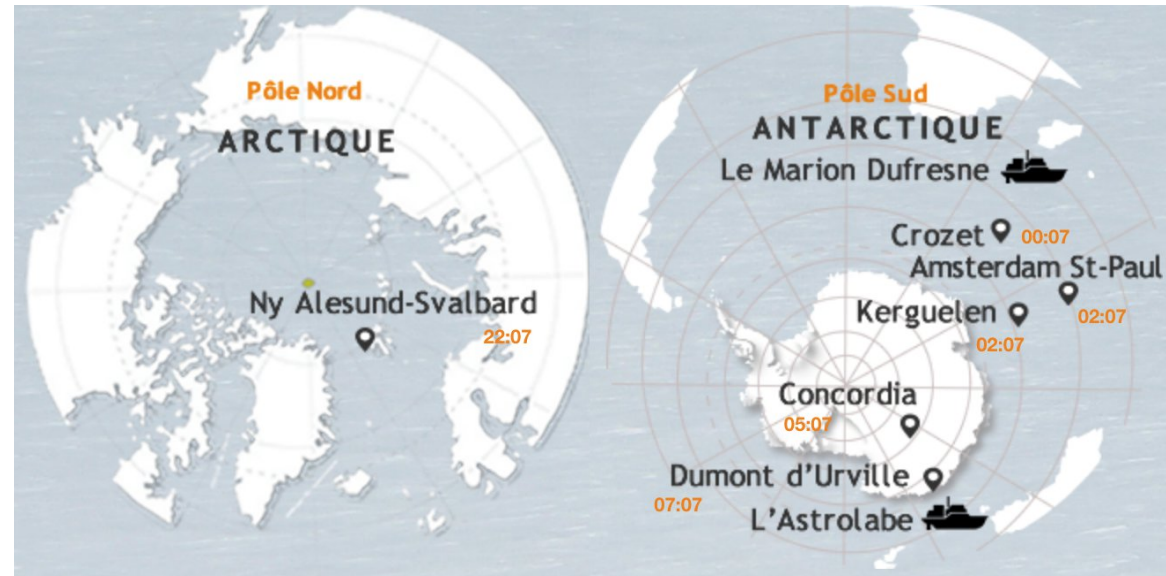 Pôle Nord
ARCTIQUE
Ny Alesund-Svalbard
22:07
Pôle Sud
ANTARCTIQUE
Le Marion Dufresne
Crozet
00:07
Amsterdam St-Paul
02:07
Kerguelen
02:07
Concordia
05:07
Dumont d'Urville
07:07
L'Astrolabe